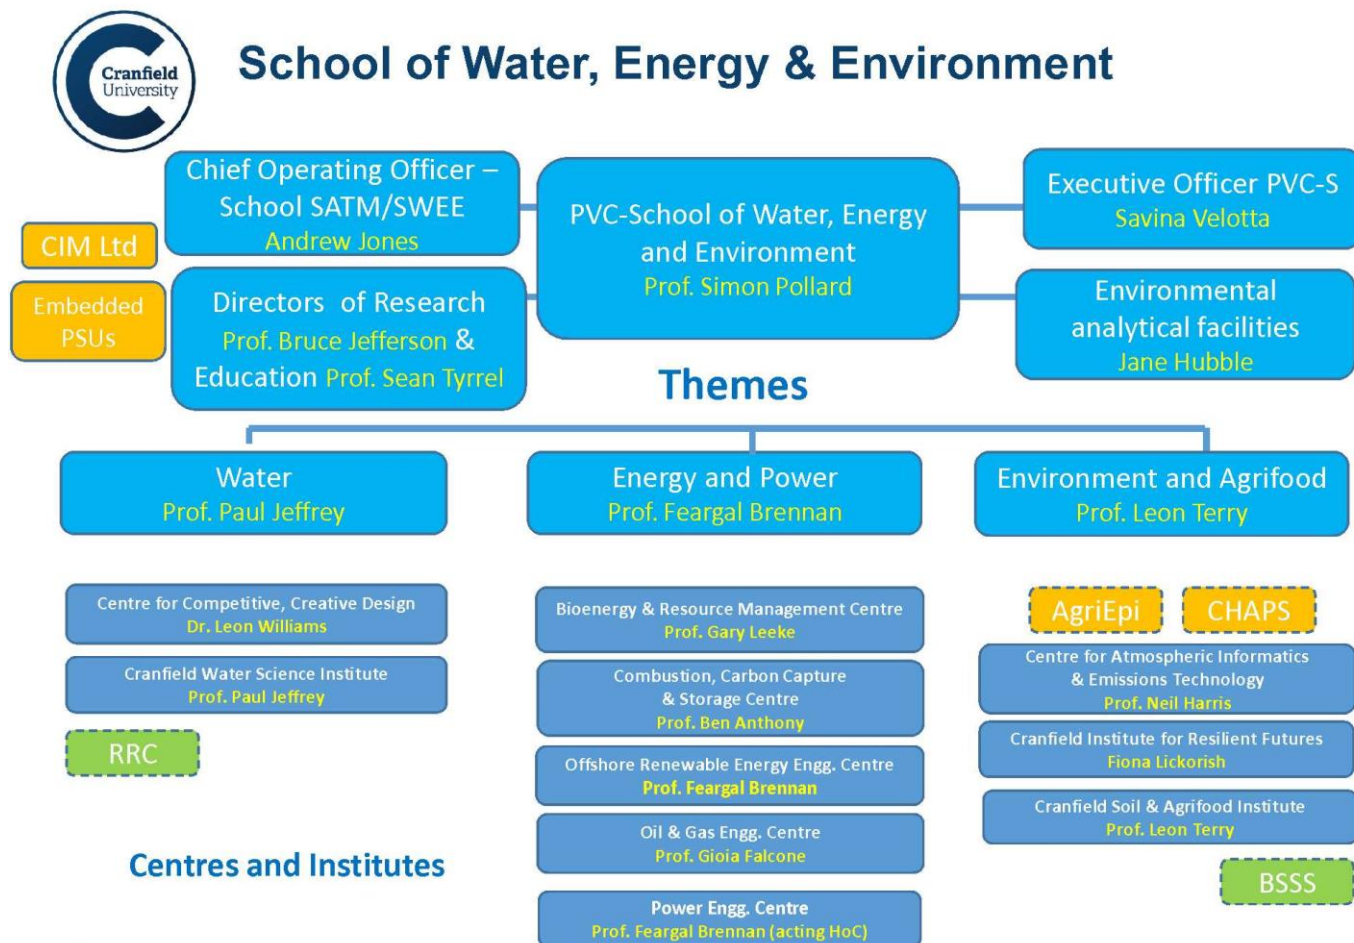 Cranfield
University
School of Water, Energy & Environment
Chief Operating Officer –
School SATM/SWEE
Andrew Jones
PVC-School of Water, Energy
and Environment
Prof. Simon Pollard
Executive Officer PVC-S
Savina Velotta
CIM Ltd
Embedded
PSUs
Directors of Research
Prof. Bruce Jefferson &
Education Prof. Sean Tyrrel
Environmental
analytical facilities
Jane Hubble
Themes
Water
Prof. Paul Jeffrey
Energy and Power
Prof. Feargal Brennan
Environment and Agrifood
Prof. Leon Terry
Centre for Competitive, Creative Design
Dr. Leon Williams
Cranfield Water Science Institute
Prof. Paul Jeffrey
RRC
Bioenergy & Resource Management Centre
Prof. Gary Leeke
Combustion, Carbon Capture
& Storage Centre
Prof. Ben Anthony
Offshore Renewable Energy Engg. Centre
Prof. Feargal Brennan
Oil & Gas Engg. Centre
Prof. Gioia Falcone
Power Engg. Centre
Prof. Feargal Brennan (acting HoC)
AgriEpi
CHAPS
Centre for Atmospheric Informatics
& Emissions Technology
Prof. Neil Harris
Cranfield Institute for Resilient Futures
Fiona Lickorish
Cranfield Soil & Agrifood Institute
Prof. Leon Terry
BSSS
Centres and Institutes